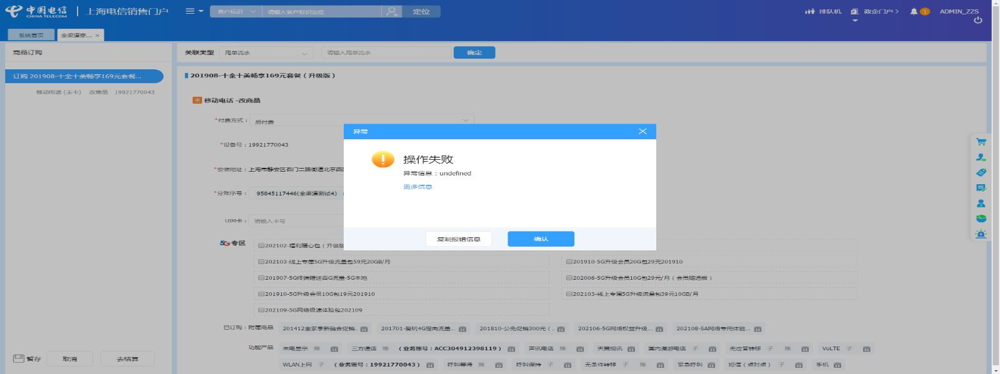 中国电信
CHINA TELECOM
上海电信销售门户
客户标识
请输入客户标识定位
定位
排队机
政企门户
1
ADMIN_ZZS
系统首页
全渠道变...
商品订购
关联类型
甩单流水
请输入甩单流水
确定
订购 201908-十全十美畅享169元套餐...
移动电话 (主卡) 改商品 19921770043
201908-十全十美畅享169元套餐（升级版）
移动电话 -改商品
*付费方式：
后付费
*设备号：19921770043
*安装地址：上海市静安区石门二路街道北京西
*分账序号：
95845117446(全渠道测试4)
UIM卡：
请输入卡号
异常
操作失败
异常信息：undefined
更多信息
复制报错信息
确认
5G 专区
202102-福利暖心包（升级版
202103-线上专属5G升级流量包59元20GB/月
201910-5G升级会员20G包29元201910
201907-5G终端赠送百G流量-5G本地
202006-5G升级会员10G包29元/月（会员随选版）
201910-5G升级会员10G包19元201910
202103-线上专属5G升级流量包39元10GB/月
202109-5G网络极速体验包202109
已订购：附属商品
201412全家享新融合促销..
201701-爱玩4G定向流量...
201810-公免促销300元（..
202106-5G网络权益升级...
202108-SA网络专用体验...
功能产品
来电显示 账
三方通话 账 （业务账号：ACC304912398119）
声讯电话 账
天翼视讯
国内漫游电话 子
无应答转移 子 账
VoLTE 子
WLAN上网 子 （业务账号：19921770043）
呼叫等待 账
呼叫保持 子
无条件转移 子 账
紧急呼叫
短信（点对点） 子
手机
暂存
取消
去结算